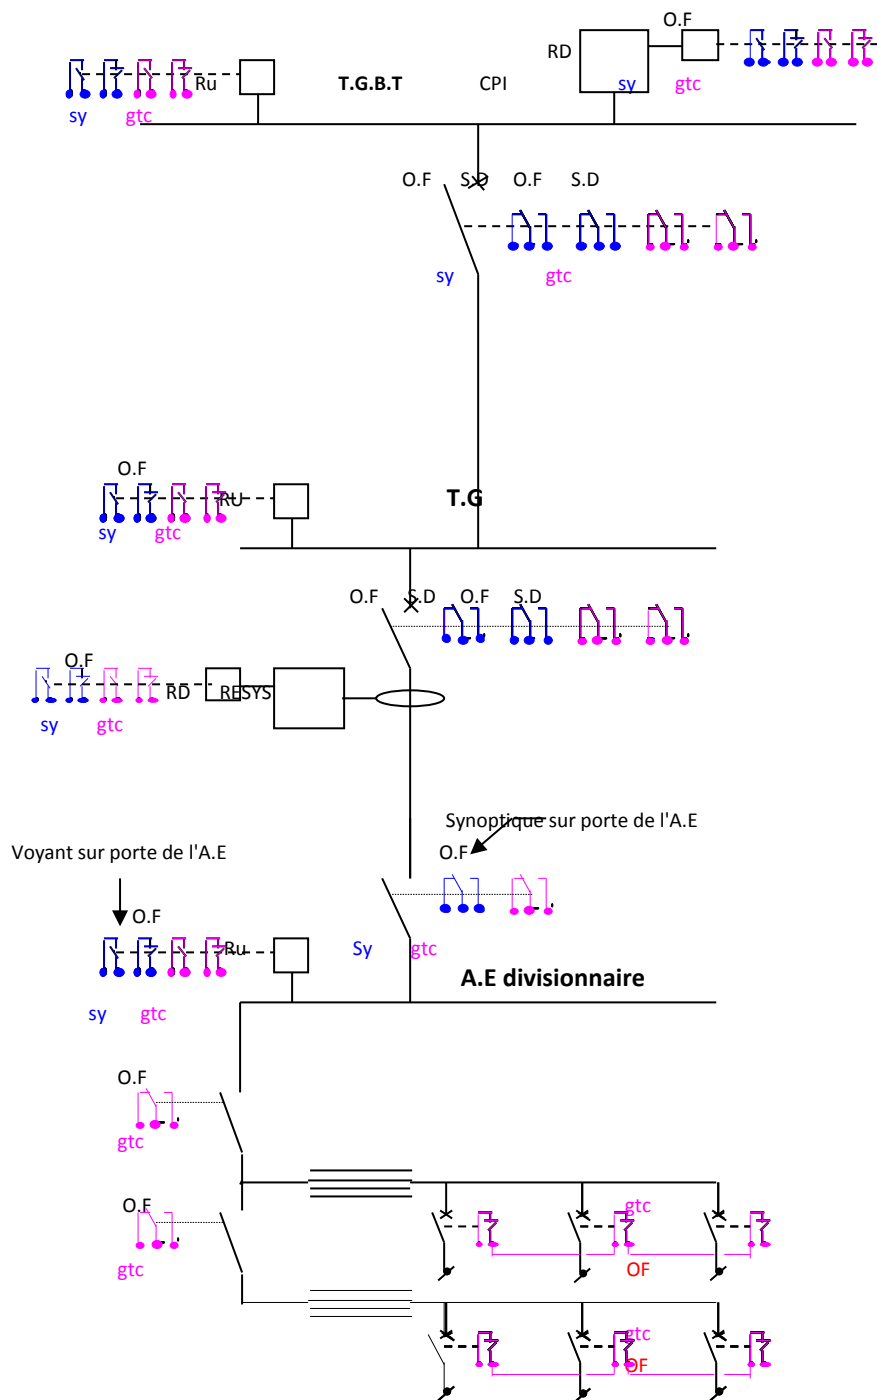 O.F
RD
Ru
T.G.B.T
CPI
sy
gtc
sy
gtc
O.F
S.D
O.F
S.D
sy
gtc
O.F
RU
T.G
sy
gtc
O.F
S.D
O.F
S.D
O.F
RD
RESYS
sy
gtc
Synoptique sur porte de l'A.E
Voyant sur porte de l'A.E
O.F
O.F
Ru
Sy
gtc
A.E divisionnaire
sy
gtc
O.F
gtc
O.F
gtc
gtc
OF
gtc
OF